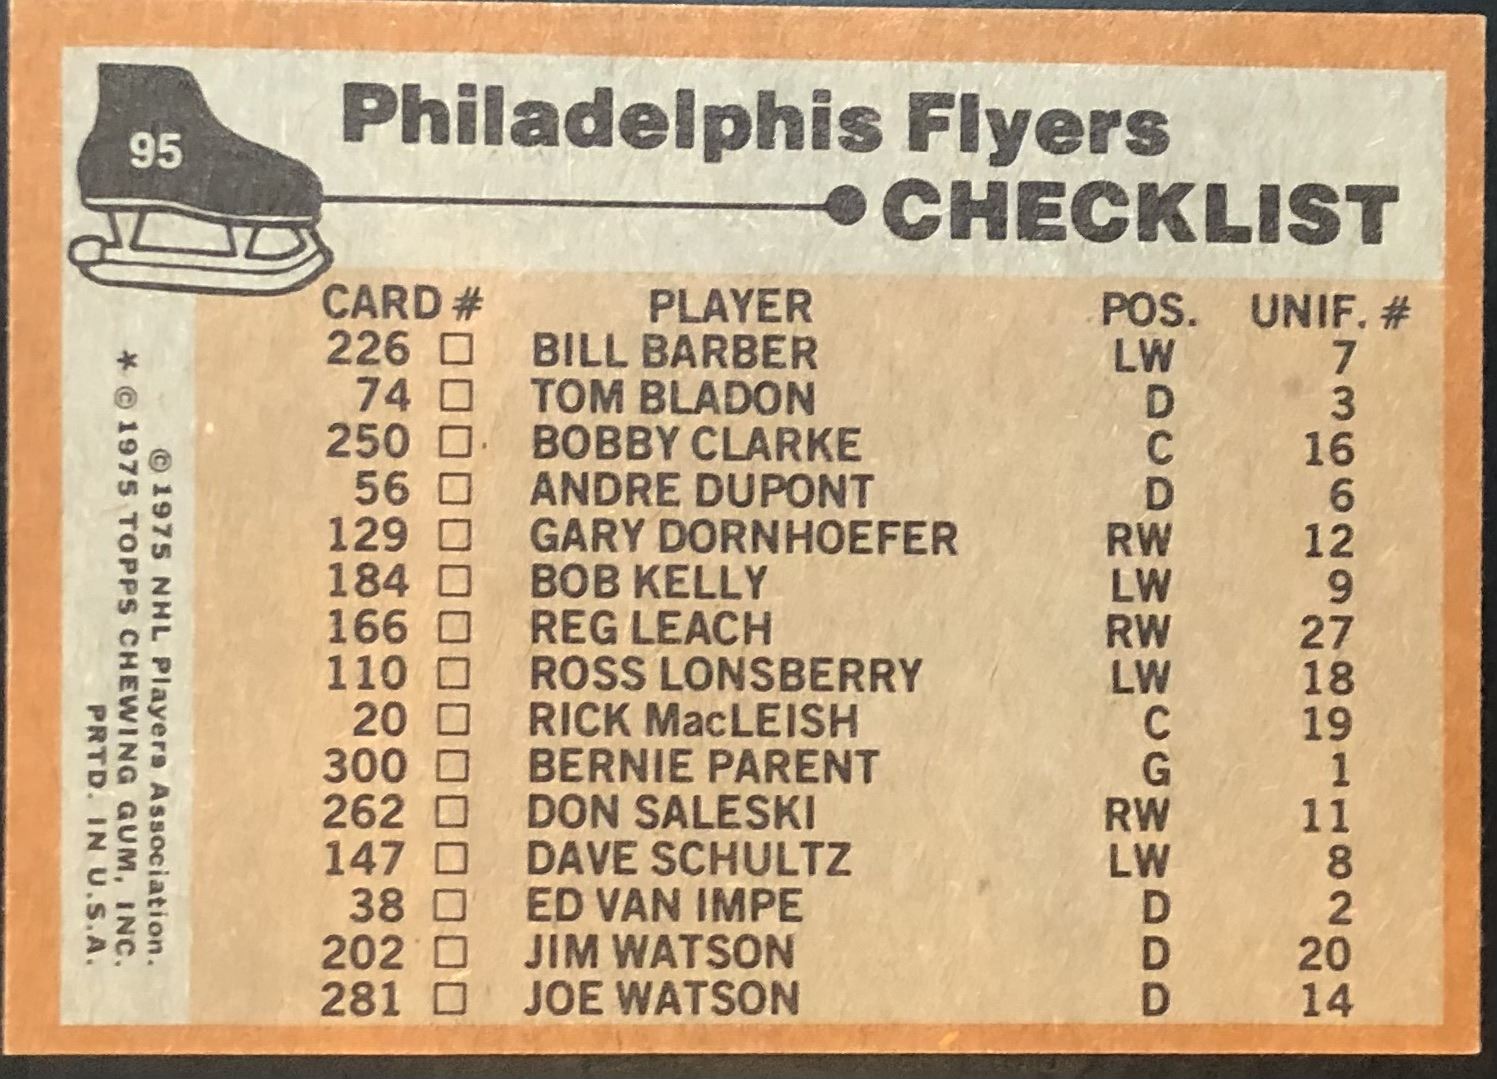 95
Philadelphis Flyers
CHECKLIST
CARD # PLAYER POS. UNIF. #
226 □ BILL BARBER LW 7
74 □ TOM BLADON D 3
250 □ BOBBY CLARKE C 16
56 □ ANDRE DUPONT D 6
129 □ GARY DORNHOEFER RW 12
184 □ BOB KELLY LW 9
166 □ REG LEACH RW 27
110 □ ROSS LONSBERRY LW 18
20 □ RICK MacLEISH C 19
300 □ BERNIE PARENT G 1
262 □ DON SALESKI RW 11
147 □ DAVE SCHULTZ LW 8
38 □ ED VAN IMPE D 2
202 □ JIM WATSON D 20
281 □ JOE WATSON D 14
© 1975 NHL Players Association.
* © 1975 TOPPS CHEWING GUM, INC.
PRTD. IN U.S.A.